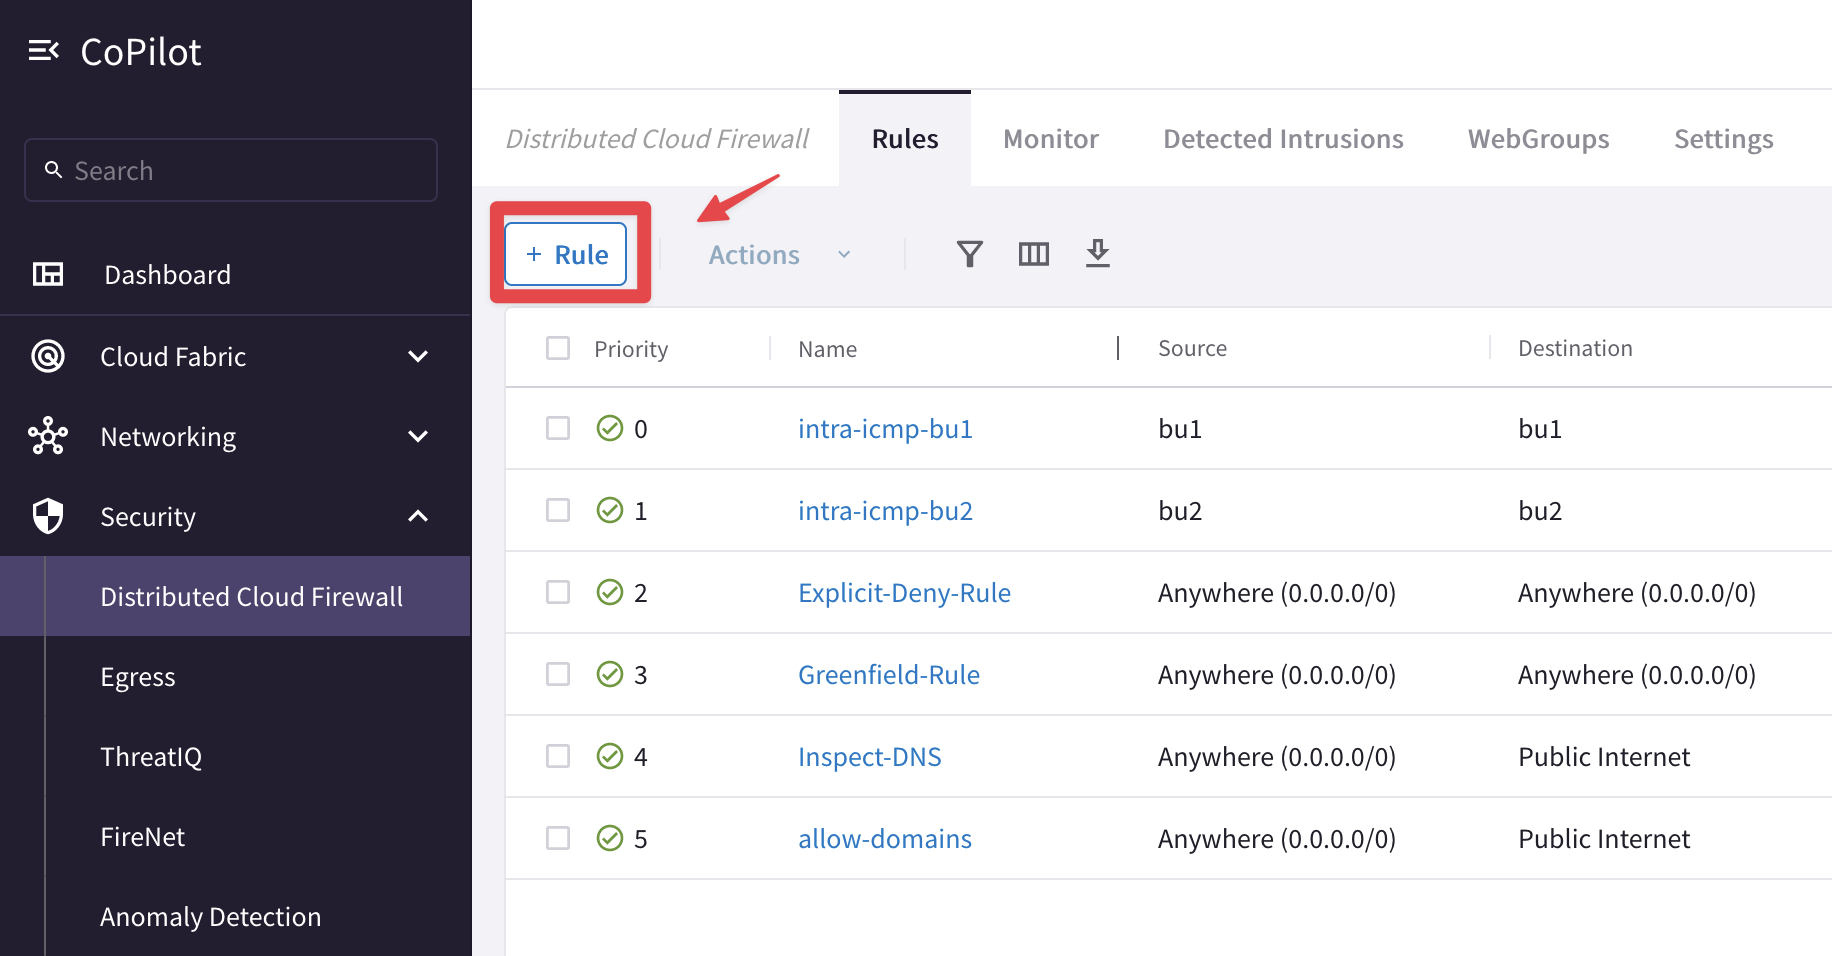 CoPilot
Search
Dashboard
Cloud Fabric
Networking
Security
Distributed Cloud Firewall
Egress
ThreatIQ
FireNet
Anomaly Detection
Distributed Cloud Firewall Rules Monitor Detected Intrusions WebGroups Settings
+ Rule Actions
Priority Name Source Destination
0 intra-icmp-bu1 bu1 bu1
1 intra-icmp-bu2 bu2 bu2
2 Explicit-Deny-Rule Anywhere (0.0.0.0/0) Anywhere (0.0.0.0/0)
3 Greenfield-Rule Anywhere (0.0.0.0/0) Anywhere (0.0.0.0/0)
4 Inspect-DNS Anywhere (0.0.0.0/0) Public Internet
5 allow-domains Anywhere (0.0.0.0/0) Public Internet